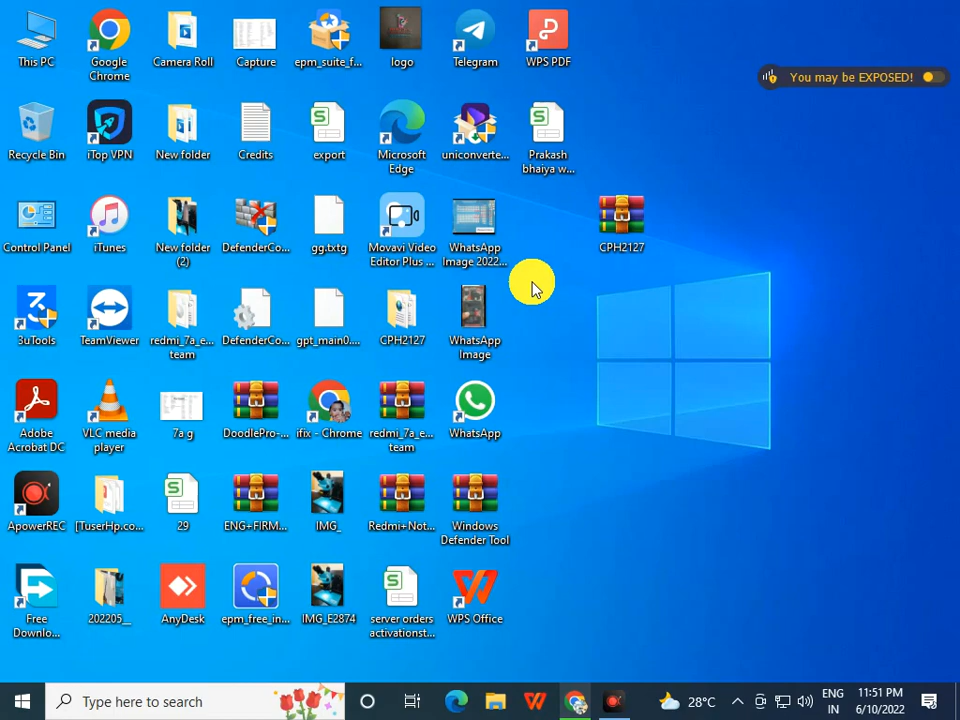 This PC
Google
Chrome
Camera Roll
Capture
epm_suite_f...
logo
Telegram
WPS PDF
You may be EXPOSED!
Recycle Bin
iTop VPN
New folder
Credits
export
Microsoft
Edge
uniconverte...
Prakash
bhaiya w...
Control Panel
iTunes
New folder
(2)
DefenderCo...
gg.txtg
Movavi Video
Editor Plus ...
WhatsApp
Image 2022...
CPH2127
3uTools
TeamViewer
redmi_7a_e...
team
DefenderCo...
gpt_main0....
CPH2127
WhatsApp
Image
Adobe
Acrobat DC
VLC media
player
7a g
DoodlePro-...
ifix - Chrome
redmi_7a_e...
team
WhatsApp
ApowerREC
[TuserHp.co...
29
ENG+FIRM...
IMG_
Redmi+Not...
Windows
Defender Tool
Free
Downlo...
202205__
AnyDesk
epm_free_in...
IMG_E2874
server orders
activationst...
WPS Office
Type here to search
28°C
ENG
IN
11:51 PM
6/10/2022